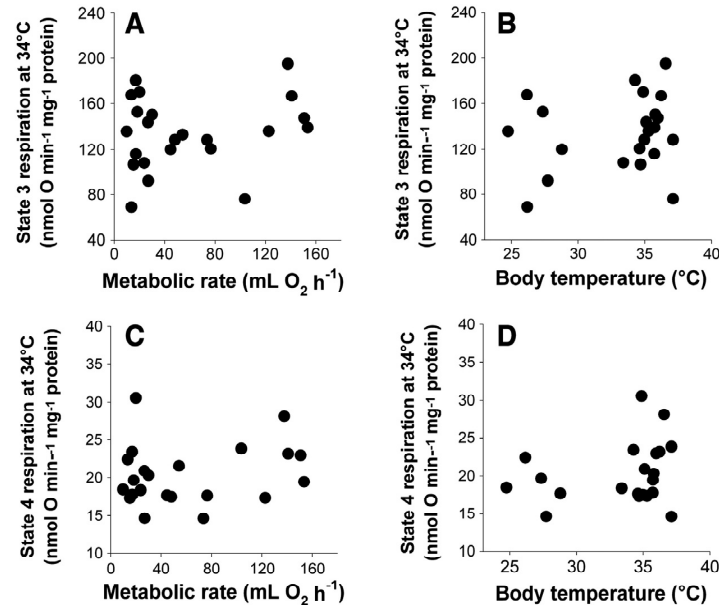 A
State 3 respiration at 34°C
(nmol O min-⁻¹ mg⁻¹ protein)
240
200
160
120
80
40
0 40 80 120 160
Metabolic rate (mL O₂ h⁻¹)
B
State 3 respiration at 34°C
(nmol O min-⁻¹ mg⁻¹ protein)
240
200
160
120
80
40
25 30 35 40
Body temperature (°C)
C
State 4 respiration at 34°C
(nmol O min-⁻¹ mg⁻¹ protein)
40
35
30
25
20
15
10
0 40 80 120 160
Metabolic rate (mL O₂ h⁻¹)
D
State 4 respiration at 34°C
(nmol O min-⁻¹ mg⁻¹ protein)
40
35
30
25
20
15
10
25 30 35 40
Body temperature (°C)